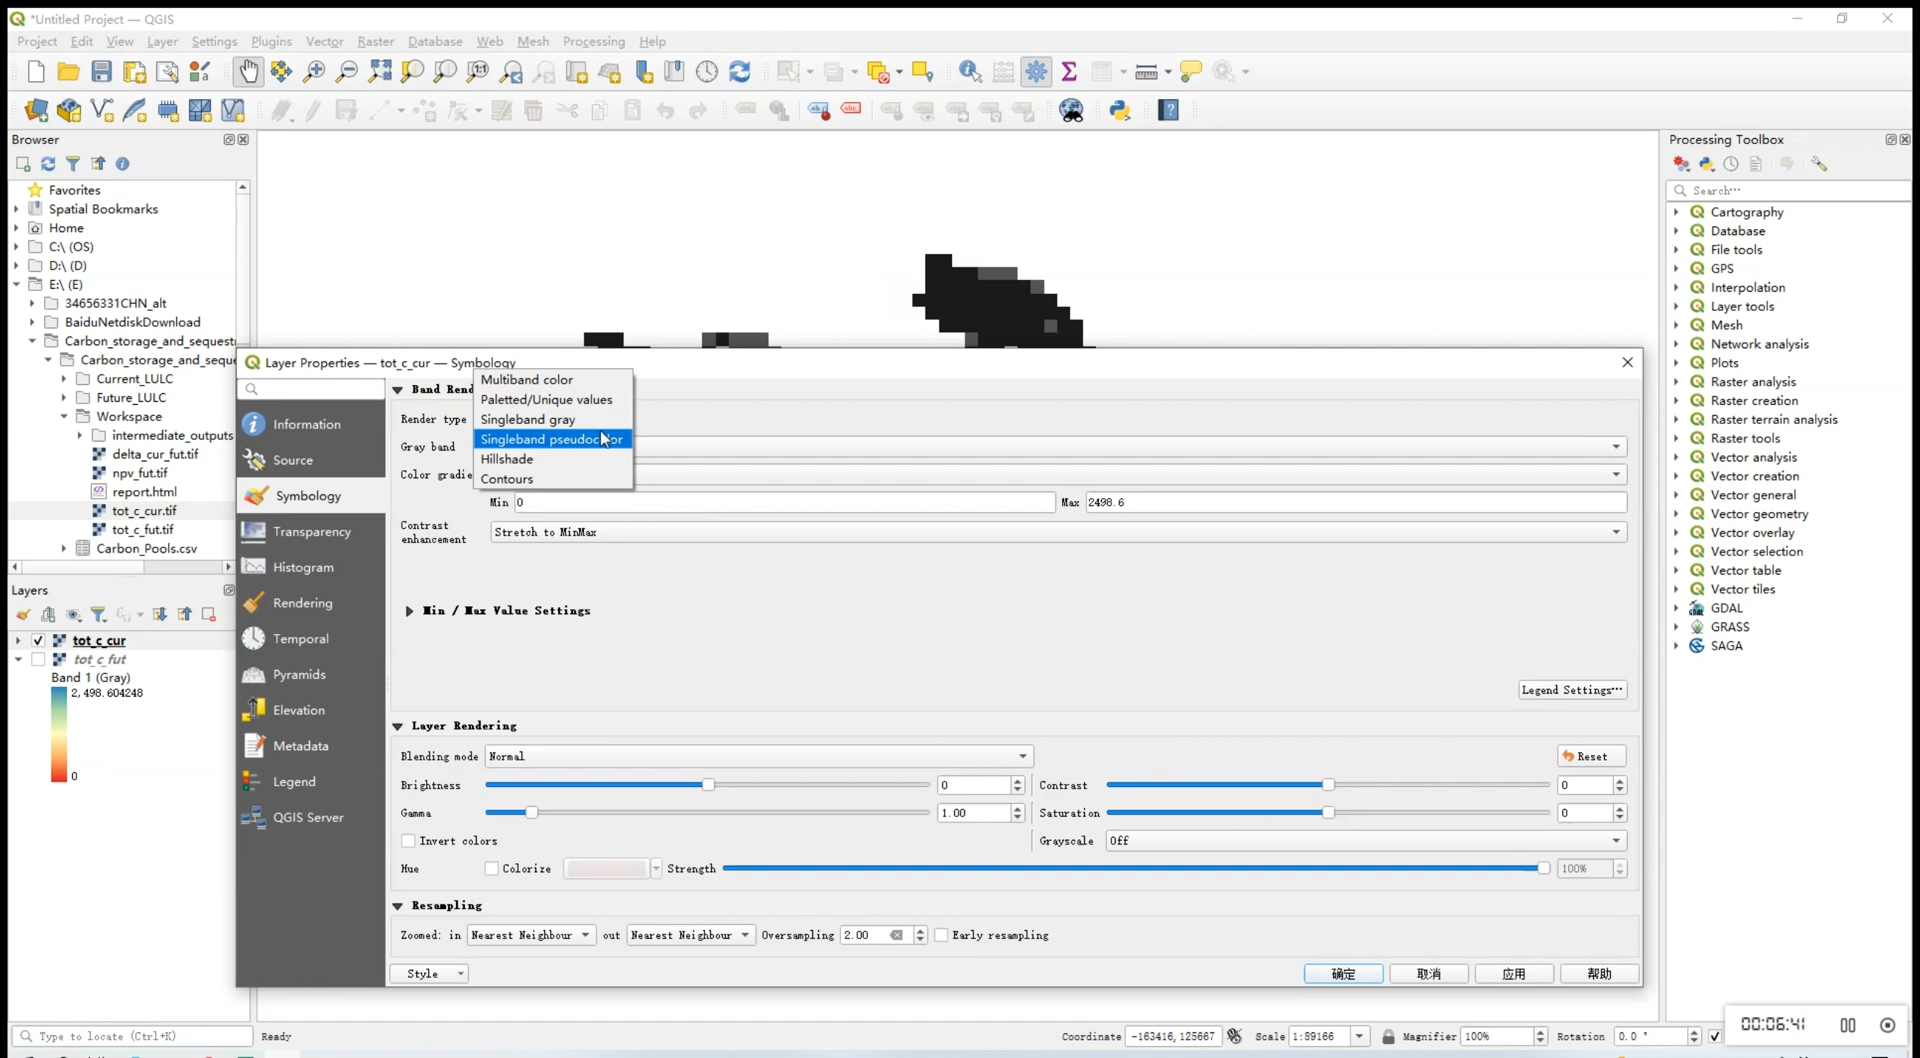 *Untitled Project — QGIS
Project Edit View Layer Settings Plugins Vector Raster Database Web Mesh Processing Help
Browser
Favorites
Spatial Bookmarks
Home
C:\ (OS)
D:\ (D)
E:\ (E)
34656331CHN_alt
BaiduNetdiskDownload
Carbon_storage_and_sequestr
Carbon_storage_and_seque
Current_LULC
Future_LULC
Workspace
intermediate_outputs
delta_cur_fut.tif
npv_fut.tif
report.html
tot_c_cur.tif
tot_c_fut.tif
Carbon_Pools.csv
Layers
tot_c_cur
tot_c_fut
Band 1 (Gray)
2,498.604248
0
Layer Properties — tot_c_cur — Symbology
Information
Source
Symbology
Transparency
Histogram
Rendering
Temporal
Pyramids
Elevation
Metadata
Legend
QGIS Server
Band Rend
Render type
Multiband color
Paletted/Unique values
Singleband gray
Singleband pseudocolor
Hillshade
Contours
Gray band
Color gradie
Min 0 Max 2498.6
Contrast enhancement Stretch to MinMax
Min / Max Value Settings
Legend Settings…
Layer Rendering
Blending mode Normal Reset
Brightness 0 Contrast 0
Gamma 1.00 Saturation 0
Invert colors Grayscale Off
Hue Colorize Strength 100%
Resampling
Zoomed: in Nearest Neighbour out Nearest Neighbour Oversampling 2.00 Early resampling
Style 确定 取消 应用 帮助
Processing Toolbox
Search…
Cartography
Database
File tools
GPS
Interpolation
Layer tools
Mesh
Network analysis
Plots
Raster analysis
Raster creation
Raster terrain analysis
Raster tools
Vector analysis
Vector creation
Vector general
Vector geometry
Vector overlay
Vector selection
Vector table
Vector tiles
GDAL
GRASS
SAGA
Type to locate (Ctrl+K) Ready Coordinate -163416,125667 Scale 1:89166 Magnifier 100% Rotation 0.0 °
00:06:41